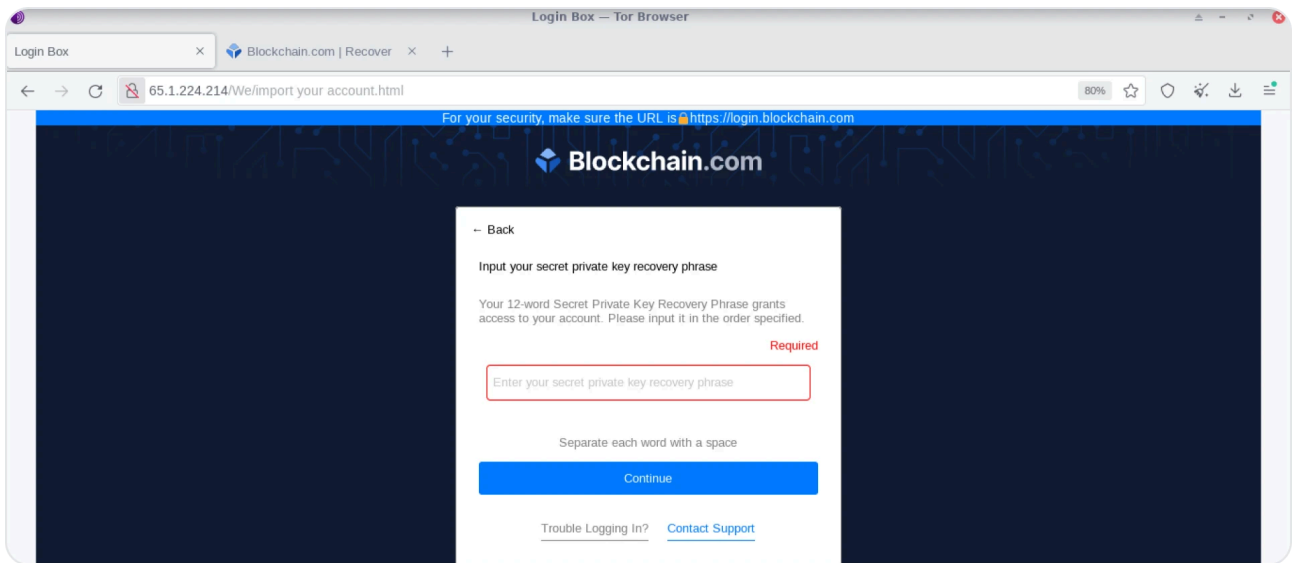 Login Box — Tor Browser
Login Box
Blockchain.com | Recover
65.1.224.214/We/import your account.html
80%
For your security, make sure the URL is https://login.blockchain.com
Blockchain.com
← Back
Input your secret private key recovery phrase
Your 12-word Secret Private Key Recovery Phrase grants
access to your account. Please input it in the order specified.
Required
Enter your secret private key recovery phrase
Separate each word with a space
Continue
Trouble Logging In? Contact Support